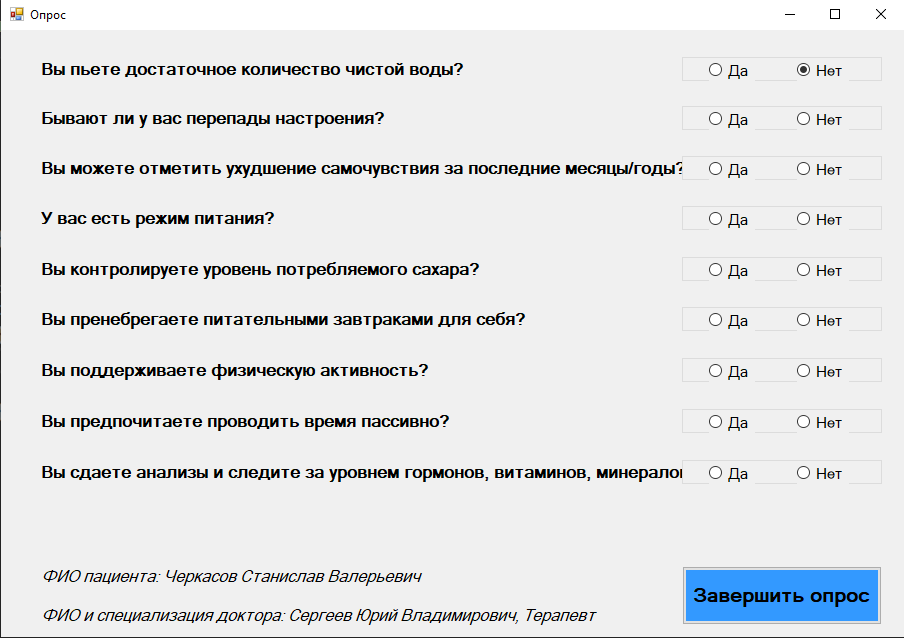 Опрос
Вы пьете достаточное количество чистой воды? Да Нет
Бывают ли у вас перепады настроения? Да Нет
Вы можете отметить ухудшение самочувствия за последние месяцы/годы? Да Нет
У вас есть режим питания? Да Нет
Вы контролируете уровень потребляемого сахара? Да Нет
Вы пренебрегаете питательными завтраками для себя? Да Нет
Вы поддерживаете физическую активность? Да Нет
Вы предпочитаете проводить время пассивно? Да Нет
Вы сдаете анализы и следите за уровнем гормонов, витаминов, Да Нет
ФИО пациента: Черкасов Станислав Валерьевич
ФИО и специализация доктора: Сергеев Юрий Владимирович, Терапевт
Завершить опрос